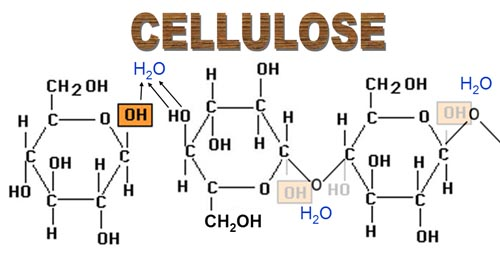 CELLULOSE
H₂O
H OH
CH₂OH CH₂OH H₂O
C O OH HO C C H H C O OH O
H OH H H
C OH H C C C C OH H C
HO H H C O OH O HO H
C C C C
CH₂OH H₂O
H OH H OH